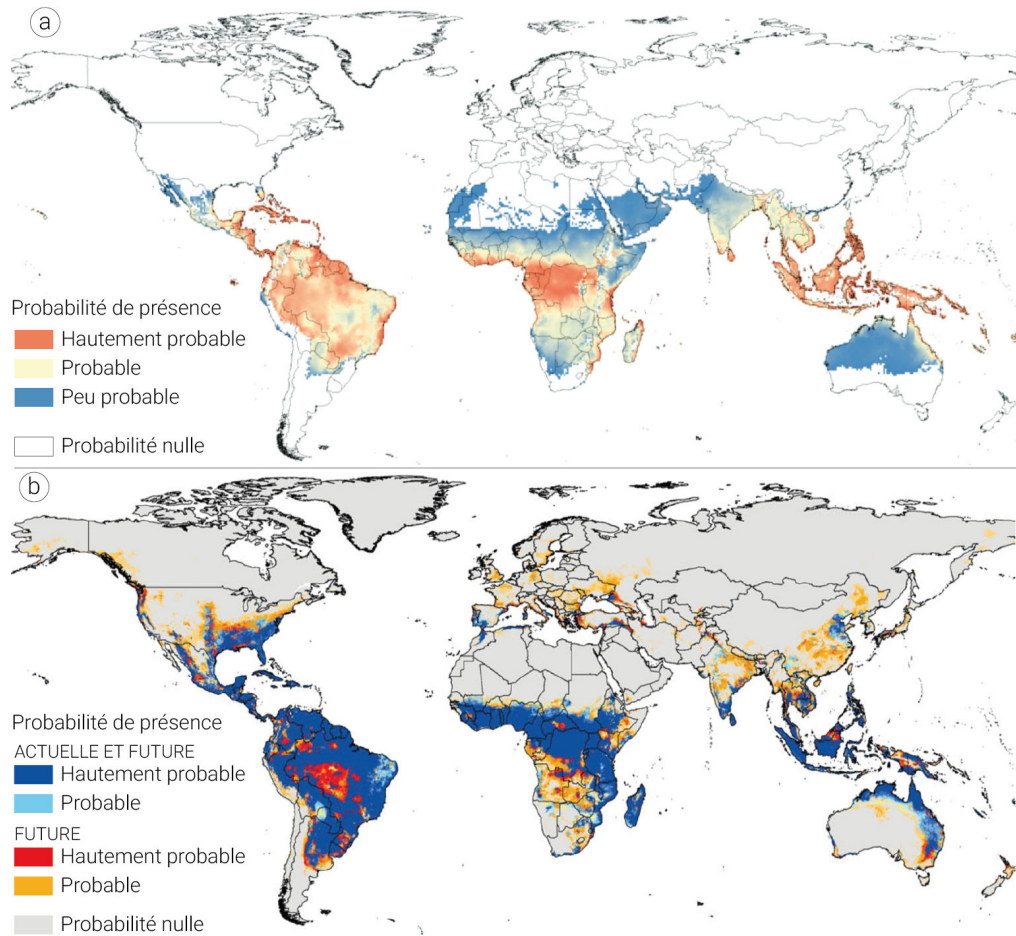 a
Probabilité de présence
Hautement probable
Probable
Peu probable
Probabilité nulle
b
Probabilité de présence
ACTUELLE ET FUTURE
Hautement probable
Probable
FUTURE
Hautement probable
Probable
Probabilité nulle